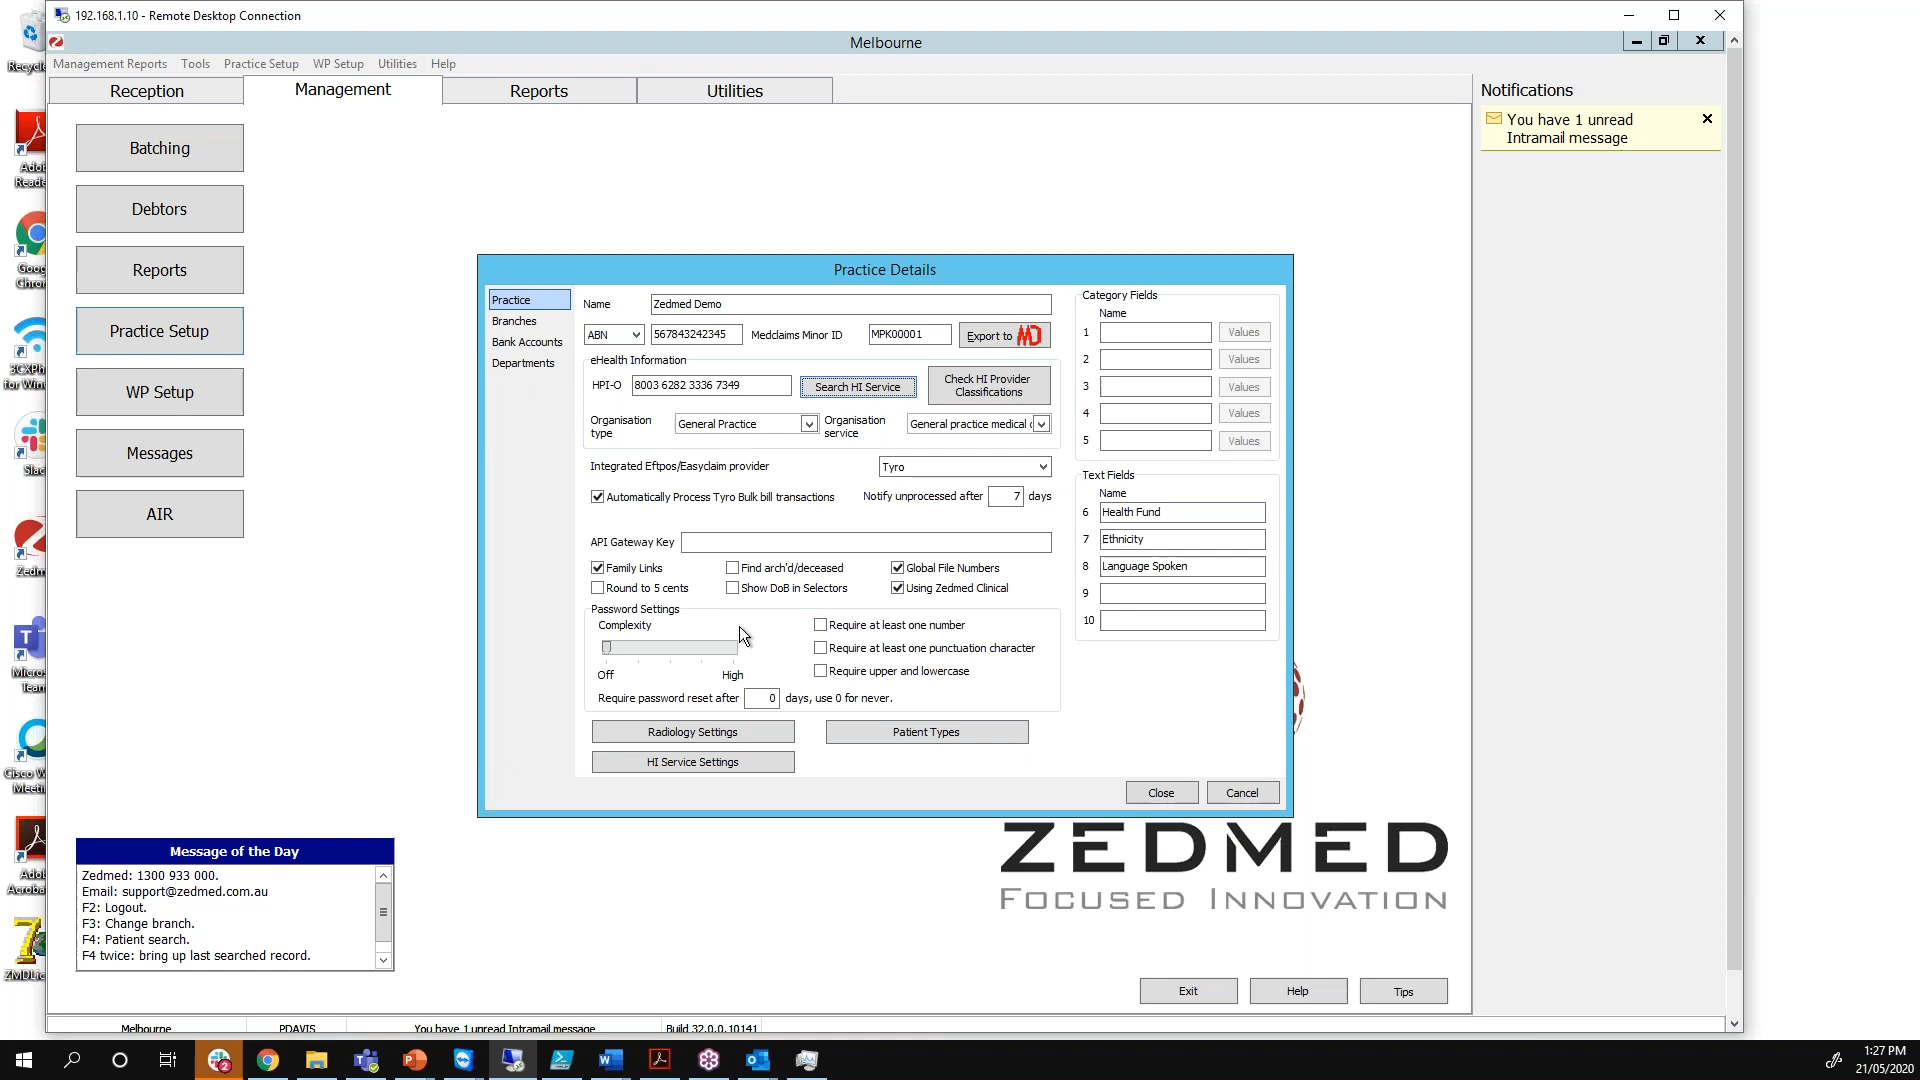 192.168.1.10 - Remote Desktop Connection
Melbourne
Management Reports Tools Practice Setup WP Setup Utilities Help
Reception Management Reports Utilities
Notifications
You have 1 unread
Intramail message
Batching
Debtors
Reports
Practice Setup
WP Setup
Messages
AIR
Practice Details
Practice
Branches
Bank Accounts
Departments
Name Zedmed Demo
ABN 567843242345 Medclaims Minor ID MPK00001 Export to
eHealth Information
HPI-O 8003 6282 3336 7349 Search HI Service
Check HI Provider
Classifications
Organisation
type
General Practice
Organisation
service
General practice medical
Integrated Eftpos/Easyclaim provider Tyro
Automatically Process Tyro Bulk bill transactions Notify unprocessed after 7 days
API Gateway Key
Family Links Find arch'd/deceased Global File Numbers
Round to 5 cents Show DoB in Selectors Using Zedmed Clinical
Password Settings
Complexity
Off High
Require at least one number
Require at least one punctuation character
Require upper and lowercase
Require password reset after 0 days, use 0 for never.
Radiology Settings Patient Types
HI Service Settings
Category Fields
Name
1 Values
2 Values
3 Values
4 Values
5 Values
Text Fields
Name
6 Health Fund
7 Ethnicity
8 Language Spoken
9
10
Close Cancel
ZEDMED
FOCUSED INNOVATION
Message of the Day
Zedmed: 1300 933 000.
Email: support@zedmed.com.au
F2: Logout.
F3: Change branch.
F4: Patient search.
F4 twice: bring up last searched record.
Exit Help Tips
Melbourne PDAVIS You have 1 unread Intramail message Build 32.0.0.10141
1:27 PM
21/05/2020